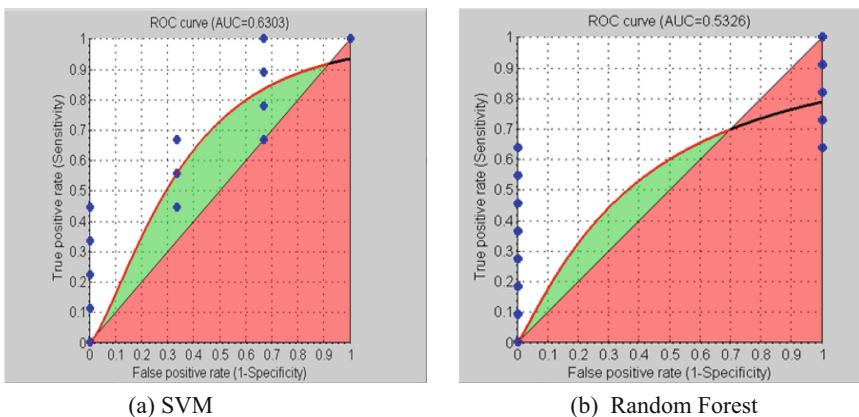 ROC curve (AUC=0.6303)
True positive rate (Sensitivity)
1
0.9
0.8
0.7
0.6
0.5
0.4
0.3
0.2
0.1
0
0 0.1 0.2 0.3 0.4 0.5 0.6 0.7 0.8 0.9 1
False positive rate (1-Specificity)
(a) SVM
ROC curve (AUC=0.5326)
True positive rate (Sensitivity)
1
0.9
0.8
0.7
0.6
0.5
0.4
0.3
0.2
0.1
0
0 0.1 0.2 0.3 0.4 0.5 0.6 0.7 0.8 0.9 1
False positive rate (1-Specificity)
(b) Random Forest